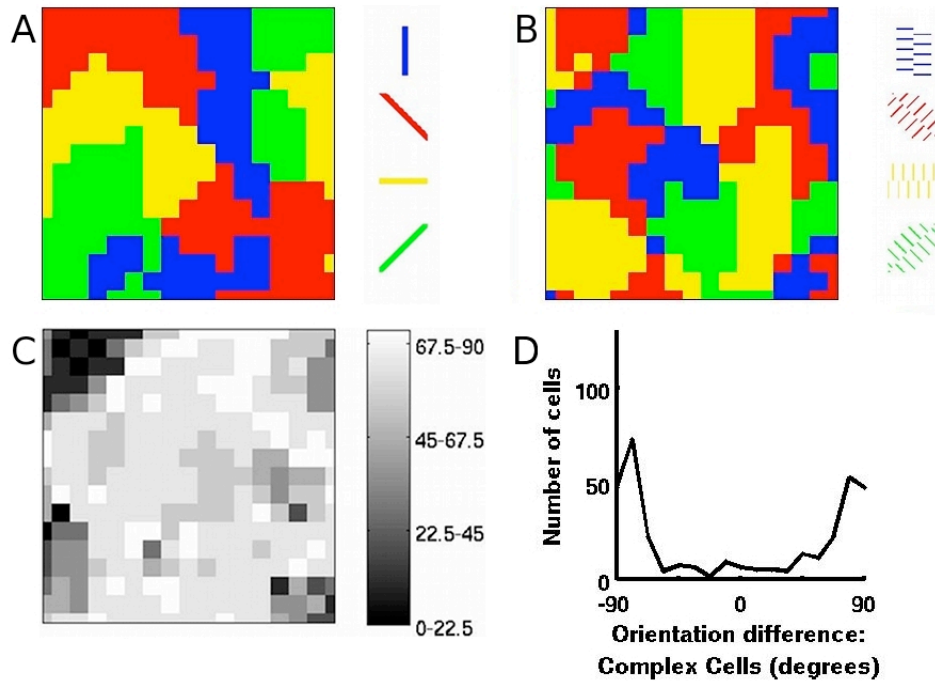 A
B
C
67.5-90
45-67.5
22.5-45
0-22.5
D
Number of cells
100
50
0
-90
0
90
Orientation difference:
Complex Cells (degrees)